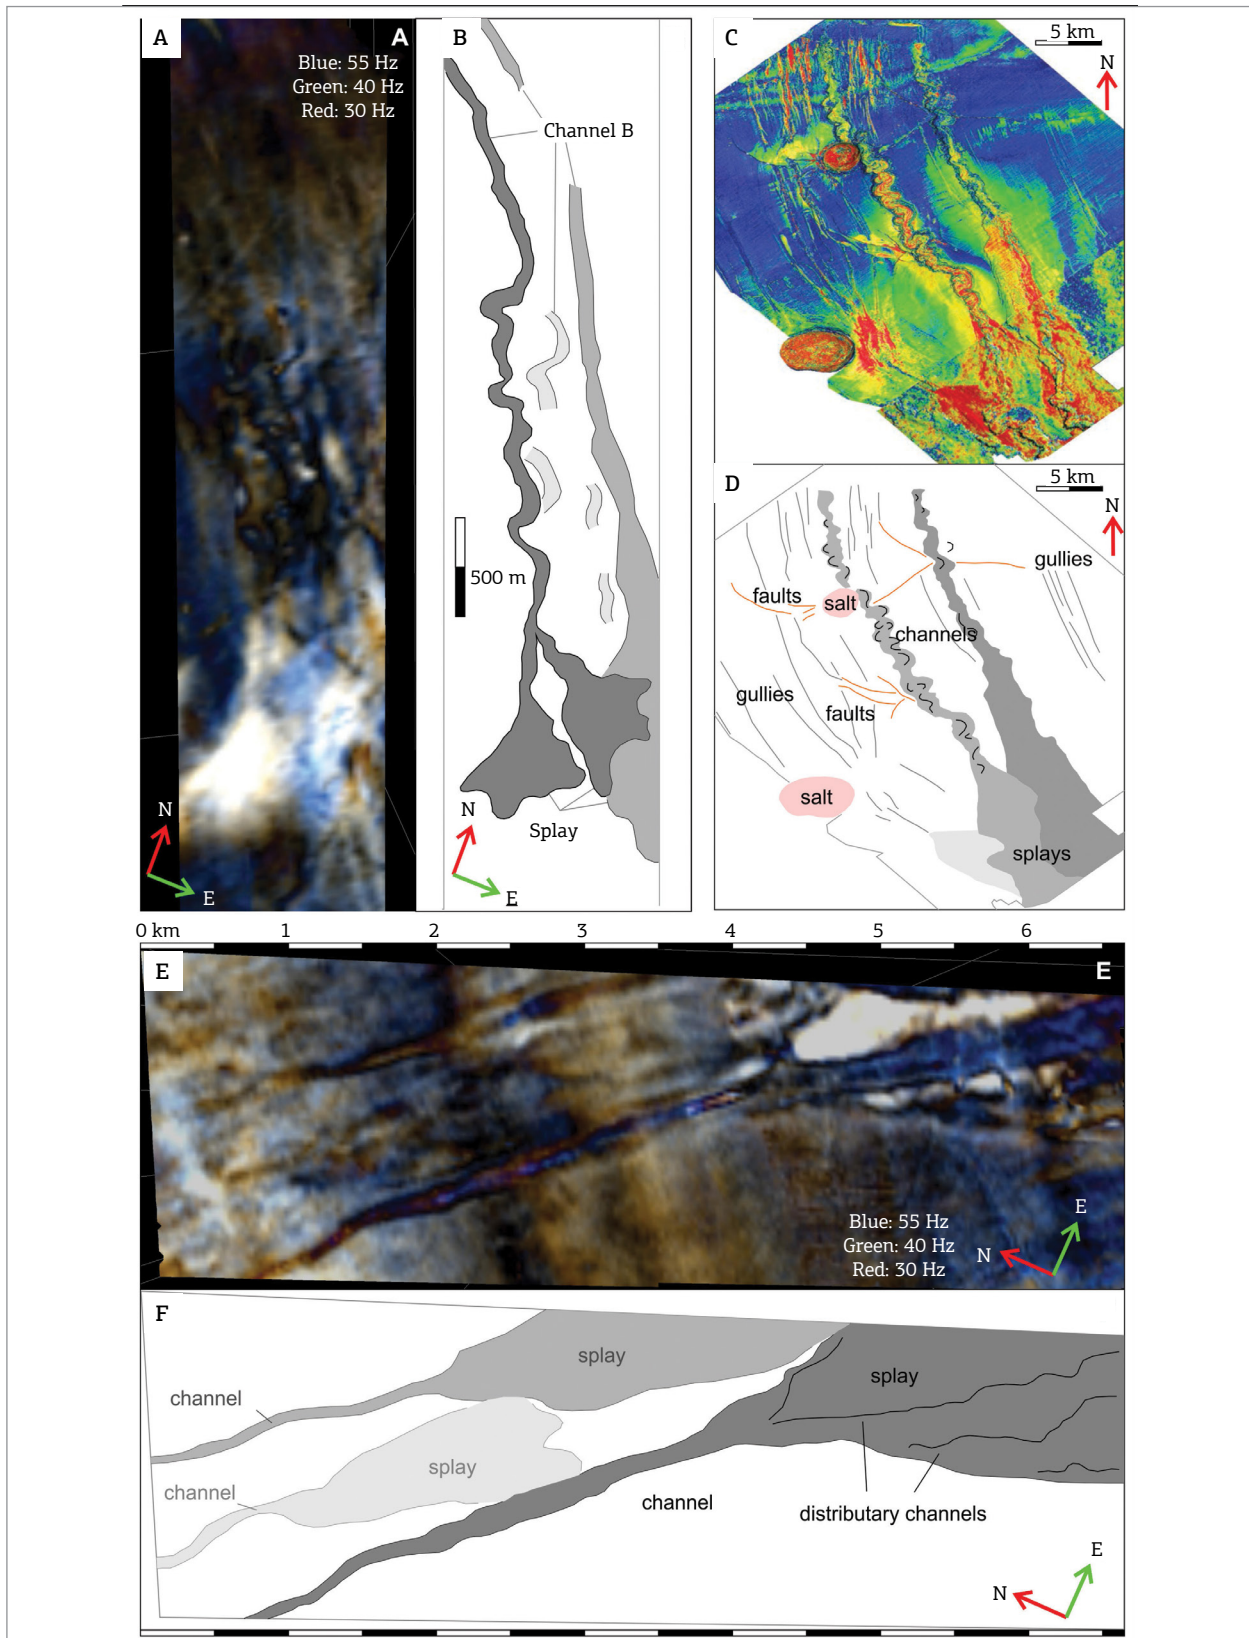 A
A
Blue: 55 Hz
Green: 40 Hz
Red: 30 Hz
N
E
B
Channel B
500 m
Splay
N
E
C
5 km
N
D
5 km
N
gullies
faults
salt
channels
gullies
faults
salt
splays
0 km 1 2 3 4 5 6
E
E
Blue: 55 Hz
Green: 40 Hz
Red: 30 Hz
N
E
F
splay
splay
channel
splay
channel
channel
distributary channels
N
E